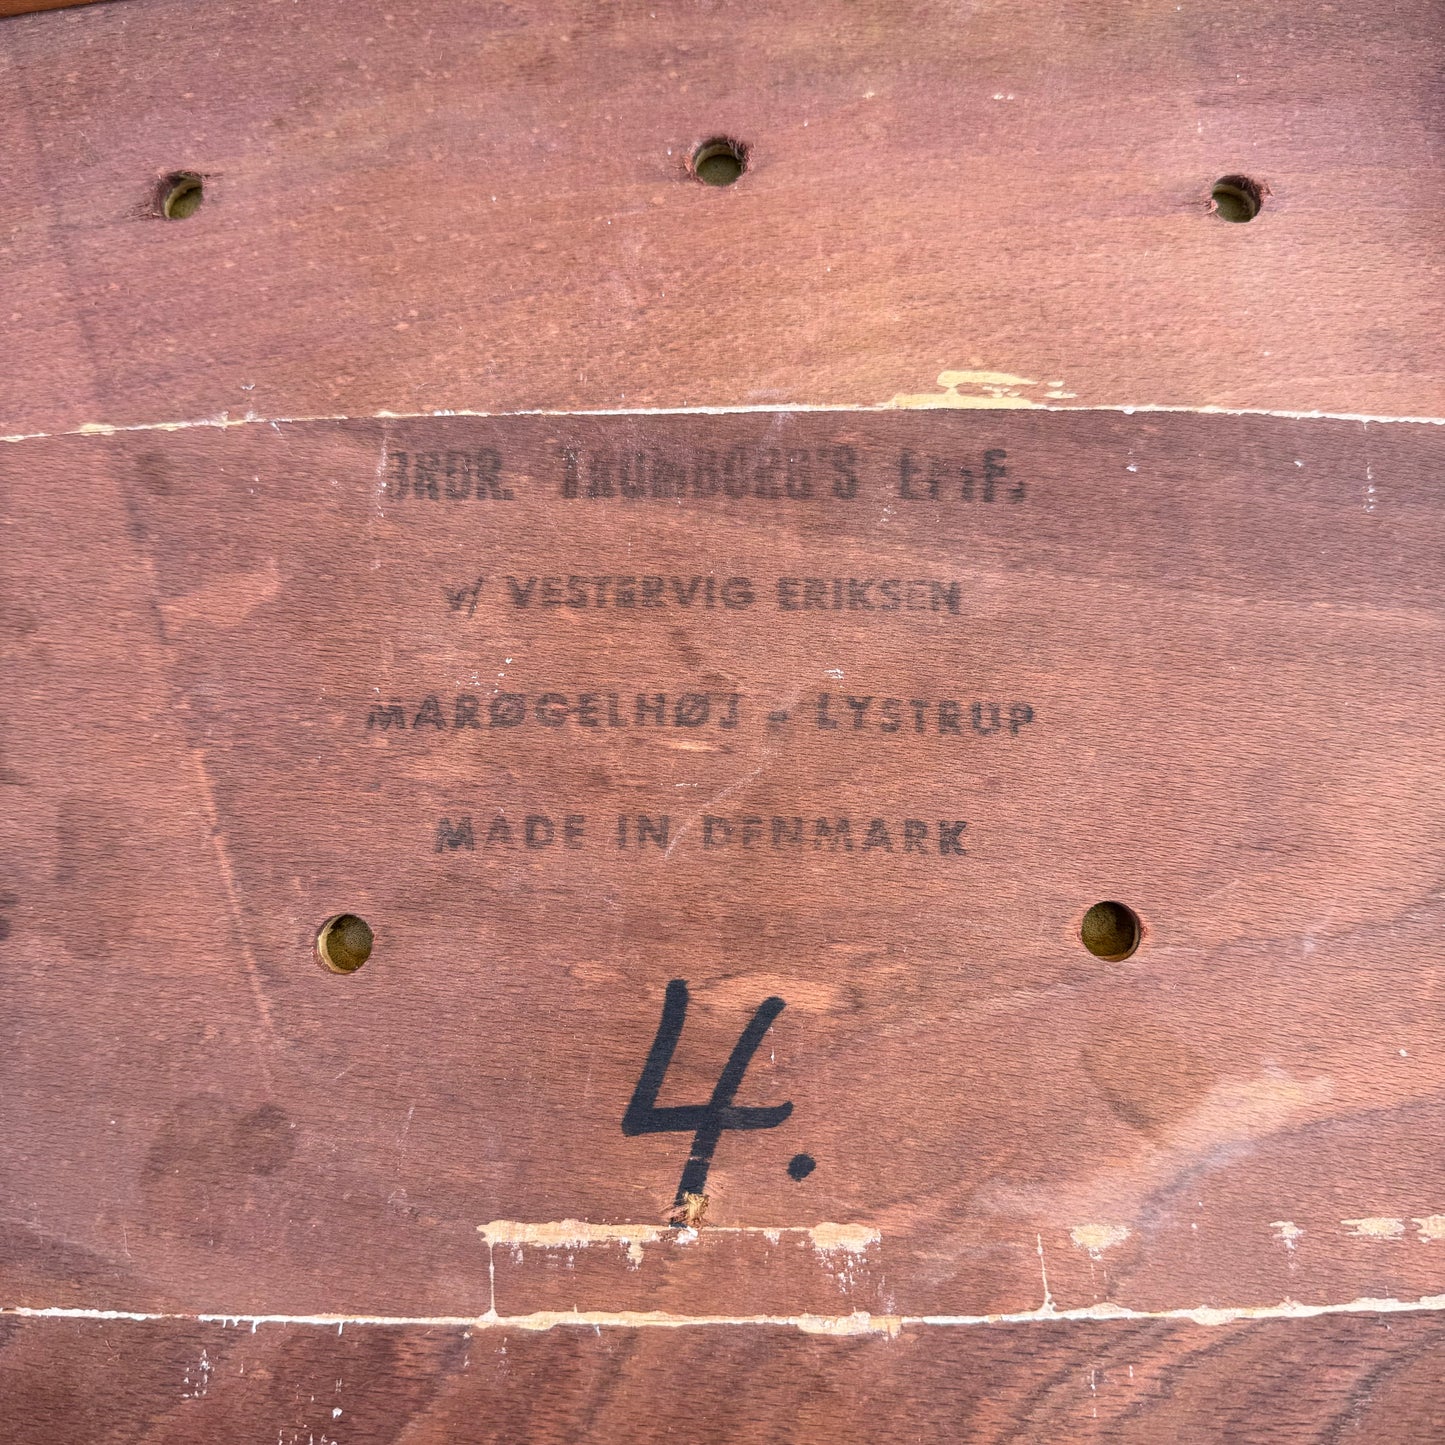 BRDR. TROMBORG'S Eftf.
v/ VESTERVIG ERIKSEN
MARØGELHØJ - LYSTRUP
MADE IN DENMARK
4.